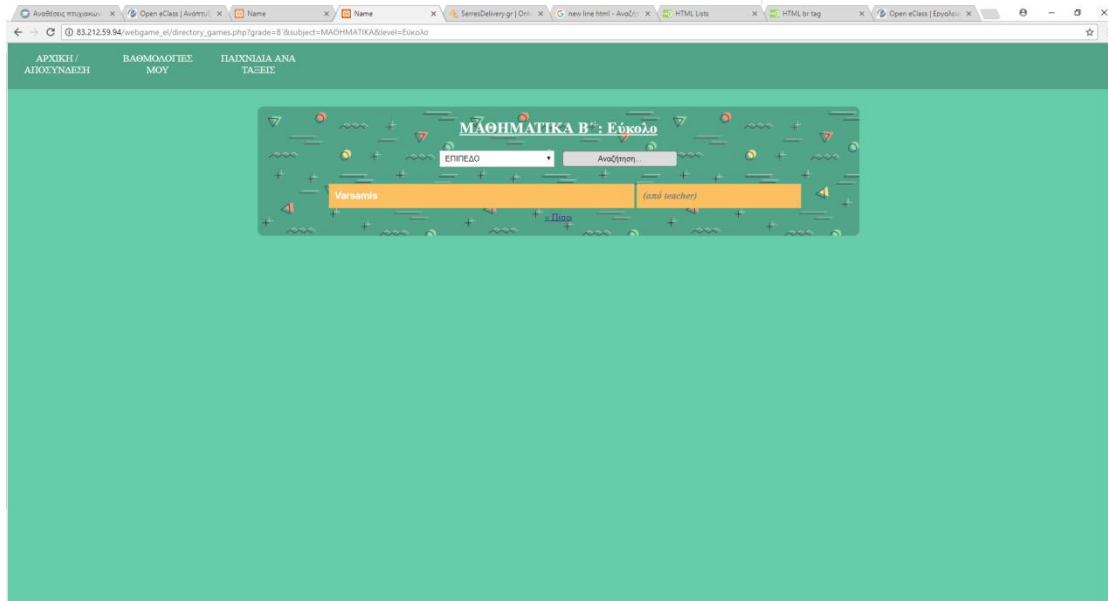 Αναθέσεις πτυχιακών
Open eClass | Ανάπτυξ
Name
Name
SerresDelivery.gr | Onli
new line html - Αναζήτ
HTML Lists
HTML br tag
Open eClass | Εργαλεί
83.212.59.94/webgame_el/directory_games.php?grade=Β΄&subject=ΜΑΘΗΜΑΤΙΚΑ&level=Εύκολο
ΑΡΧΙΚΗ /
ΑΠΟΣΥΝΔΕΣΗ
ΒΑΘΜΟΛΟΓΙΕΣ
ΜΟΥ
ΠΑΙΧΝΙΔΙΑ ΑΝΑ
ΤΑΞΕΙΣ
ΜΑΘΗΜΑΤΙΚΑ Β΄: Εύκολο
ΕΠΙΠΕΔΟ
Αναζήτηση...
Varsamis
(από teacher)
« Πίσω